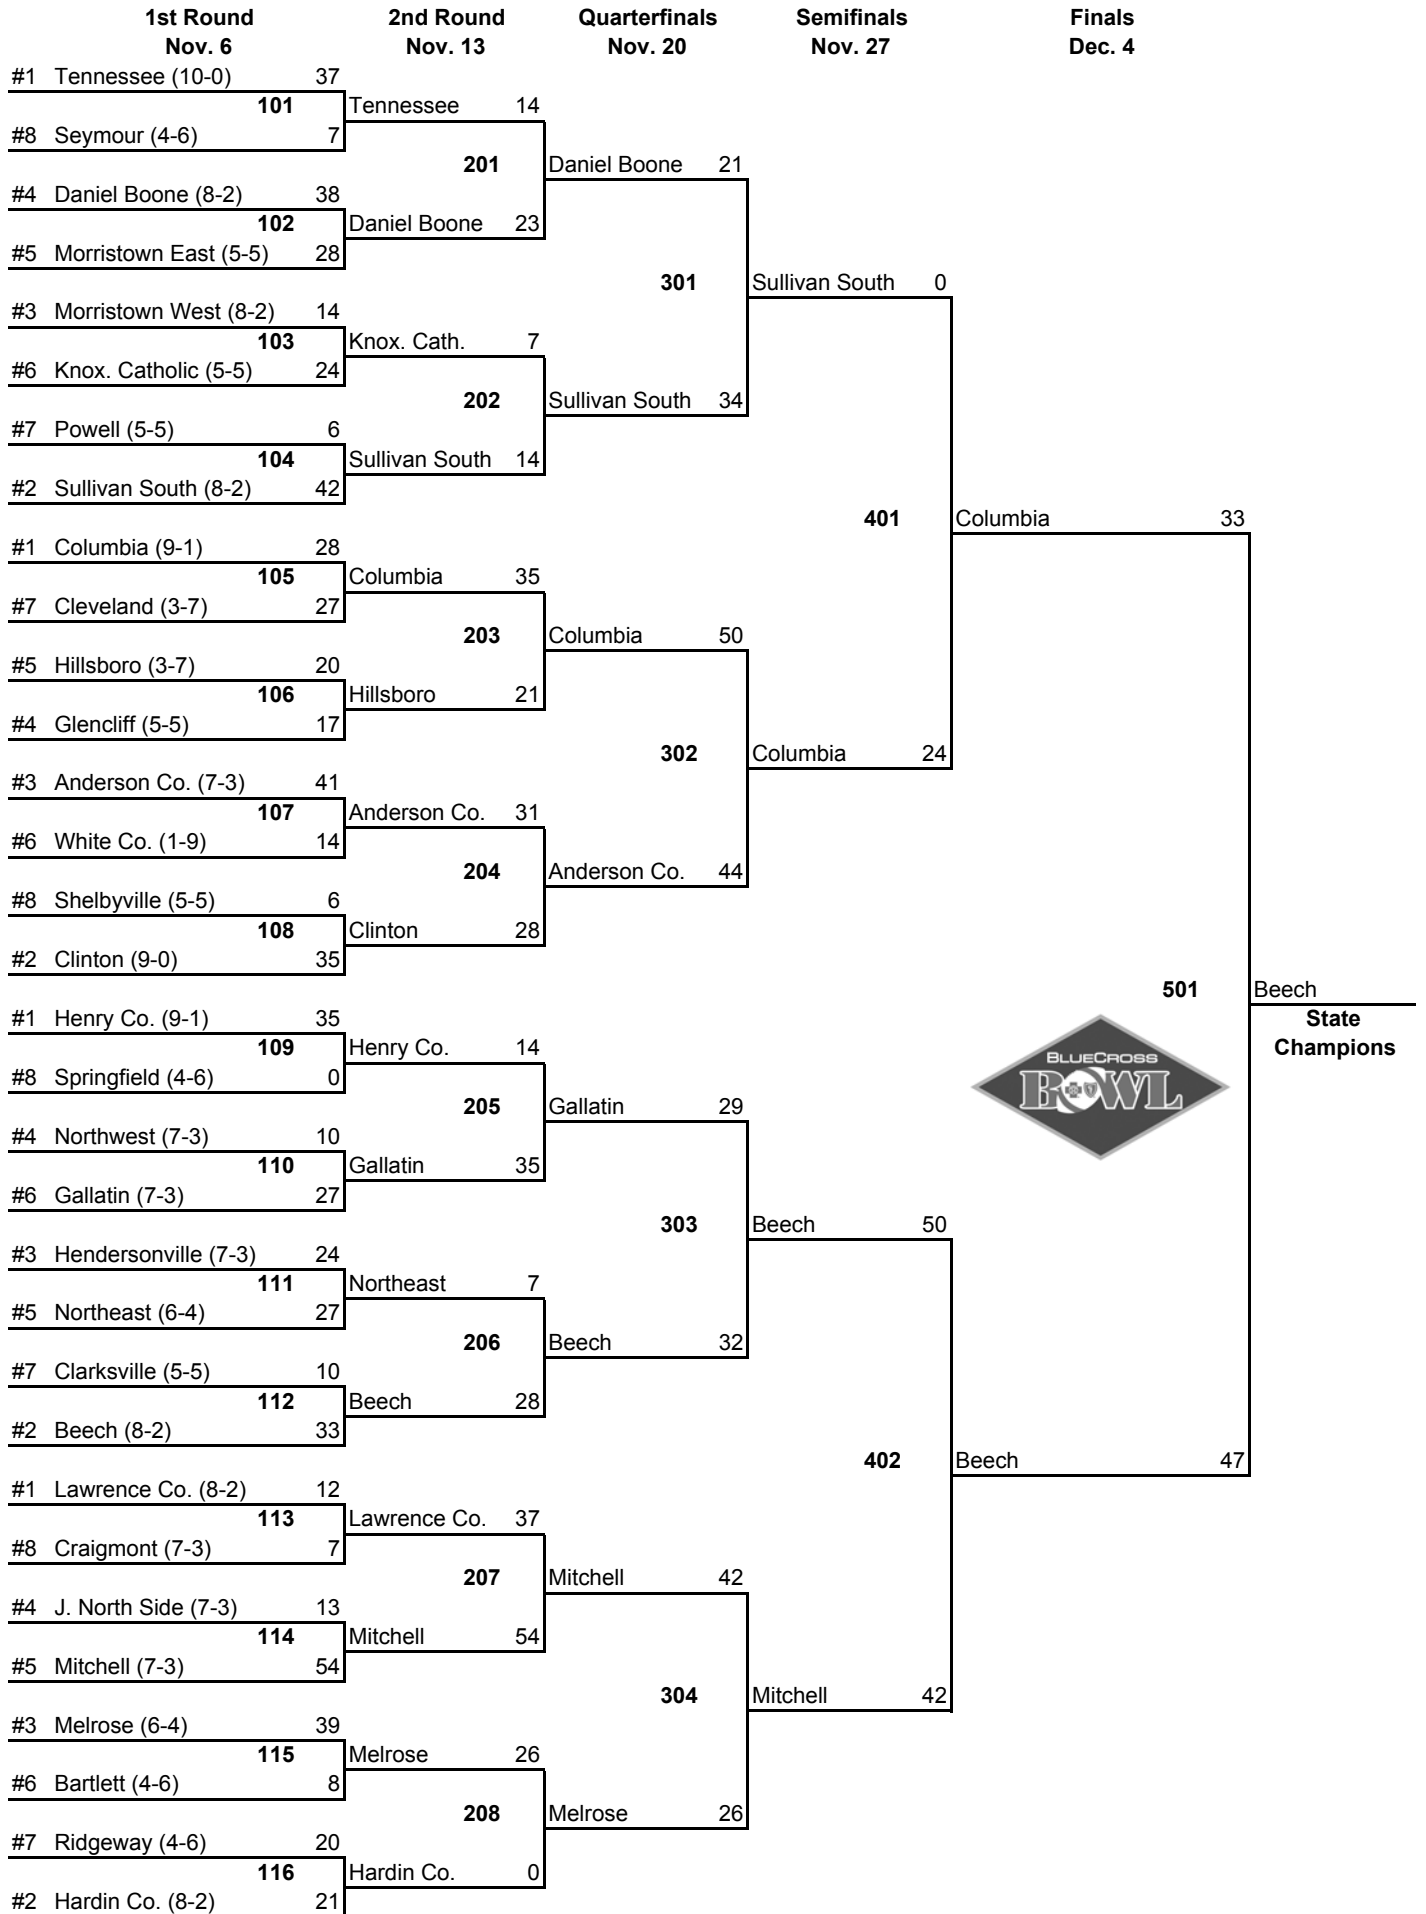 1st Round 2nd Round Quarterfinals Semifinals Finals
Nov. 6 Nov. 13 Nov. 20 Nov. 27 Dec. 4
#1 Tennessee (10-0) 37
101 Tennessee 14
#8 Seymour (4-6) 7
201 Daniel Boone 21
#4 Daniel Boone (8-2) 38
102 Daniel Boone 23
#5 Morristown East (5-5) 28
301 Sullivan South 0
#3 Morristown West (8-2) 14
103 Knox. Cath. 7
#6 Knox. Catholic (5-5) 24
202 Sullivan South 34
#7 Powell (5-5) 6
104 Sullivan South 14
#2 Sullivan South (8-2) 42
401 Columbia 33
#1 Columbia (9-1) 28
105 Columbia 35
#7 Cleveland (3-7) 27
203 Columbia 50
#5 Hillsboro (3-7) 20
106 Hillsboro 21
#4 Glencliff (5-5) 17
302 Columbia 24
#3 Anderson Co. (7-3) 41
107 Anderson Co. 31
#6 White Co. (1-9) 14
204 Anderson Co. 44
#8 Shelbyville (5-5) 6
108 Clinton 28
#2 Clinton (9-0) 35
501 Beech
#1 Henry Co. (9-1) 35
State
109 Henry Co. 14
Champions
BLUECROSS
BOWL
#8 Springfield (4-6) 0
205 Gallatin 29
#4 Northwest (7-3) 10
110 Gallatin 35
#6 Gallatin (7-3) 27
303 Beech 50
#3 Hendersonville (7-3) 24
111 Northeast 7
#5 Northeast (6-4) 27
206 Beech 32
#7 Clarksville (5-5) 10
112 Beech 28
#2 Beech (8-2) 33
402 Beech 47
#1 Lawrence Co. (8-2) 12
113 Lawrence Co. 37
#8 Craigmont (7-3) 7
207 Mitchell 42
#4 J. North Side (7-3) 13
114 Mitchell 54
#5 Mitchell (7-3) 54
304 Mitchell 42
#3 Melrose (6-4) 39
115 Melrose 26
#6 Bartlett (4-6) 8
208 Melrose 26
#7 Ridgeway (4-6) 20
116 Hardin Co. 0
#2 Hardin Co. (8-2) 21